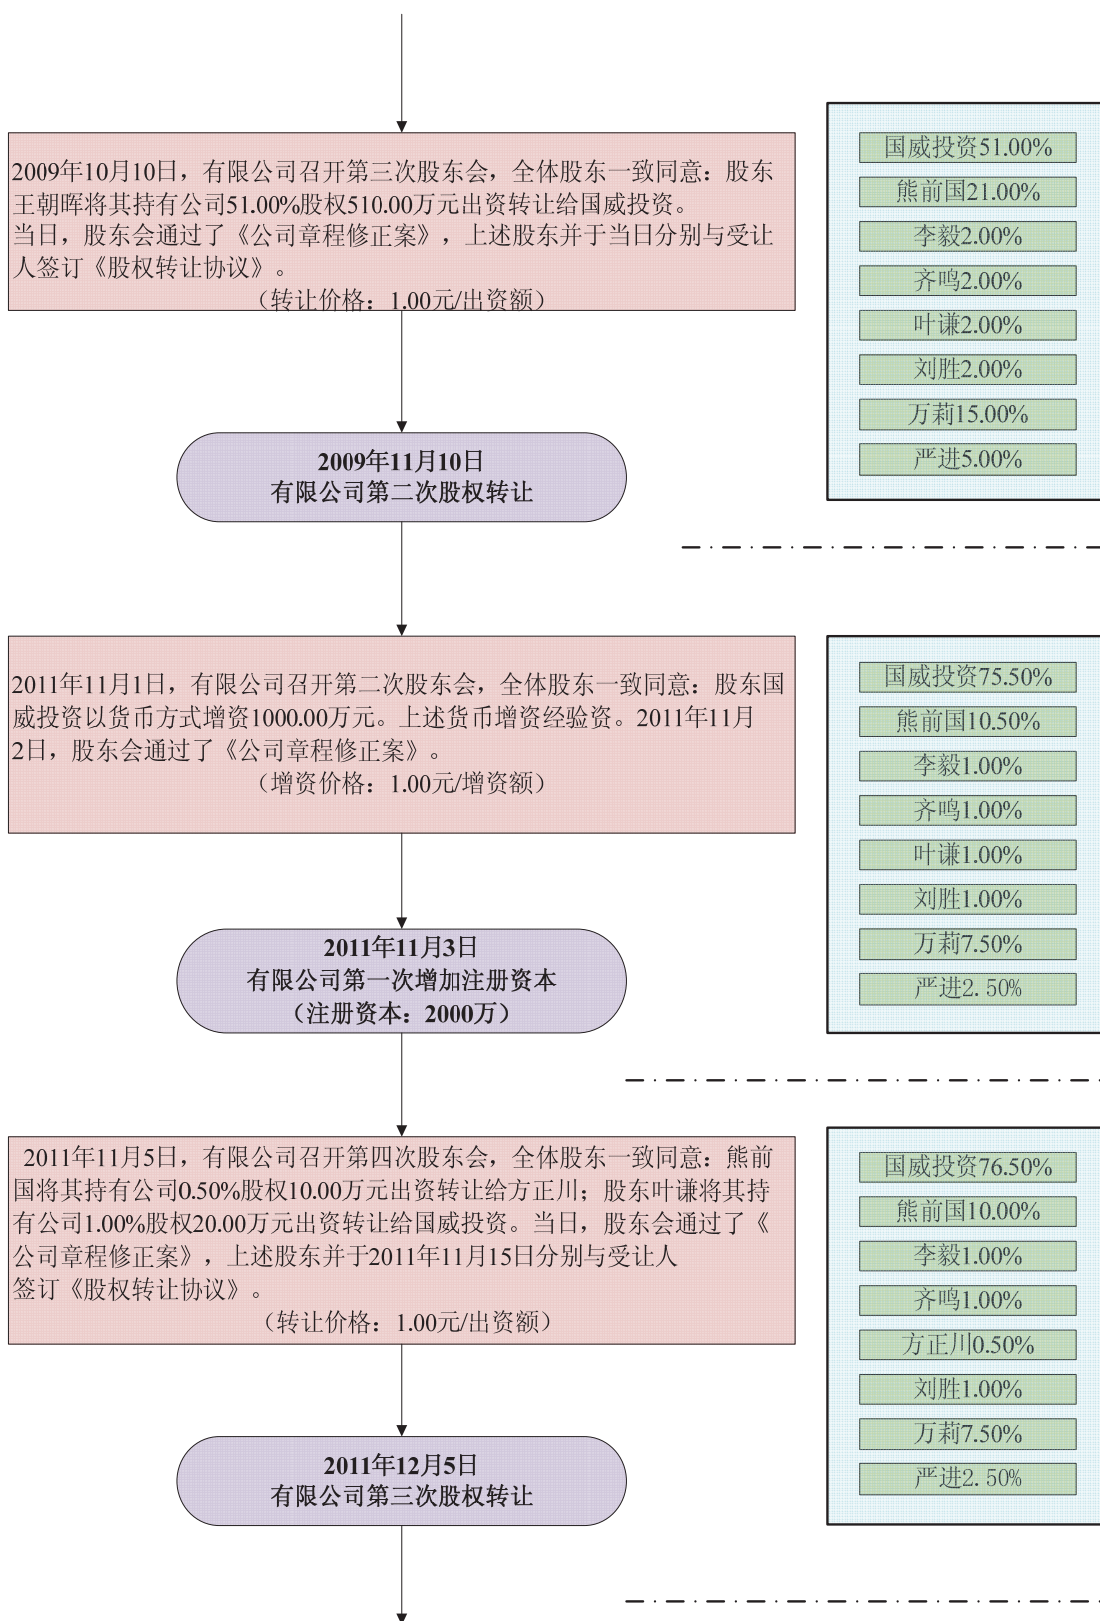 2009年10月10日，有限公司召开第三次股东会，全体股东一致同意：股东
王朝晖将其持有公司51.00%股权510.00万元出资转让给国威投资。
当日，股东会通过了《公司章程修正案》，上述股东并于当日分别与受让
人签订《股权转让协议》。
（转让价格：1.00元/出资额）
国威投资51.00%
熊前国21.00%
李毅2.00%
齐鸣2.00%
叶谦2.00%
刘胜2.00%
万莉15.00%
严进5.00%
2009年11月10日
有限公司第二次股权转让
2011年11月1日，有限公司召开第二次股东会，全体股东一致同意：股东国
威投资以货币方式增资1000.00万元。上述货币增资经验资。2011年11月
2日，股东会通过了《公司章程修正案》。
（增资价格：1.00元/增资额）
国威投资75.50%
熊前国10.50%
李毅1.00%
齐鸣1.00%
叶谦1.00%
刘胜1.00%
万莉7.50%
严进2.50%
2011年11月3日
有限公司第一次增加注册资本
（注册资本：2000万）
2011年11月5日，有限公司召开第四次股东会，全体股东一致同意：熊前
国将其持有公司0.50%股权10.00万元出资转让给方正川；股东叶谦将其持
有公司1.00%股权20.00万元出资转让给国威投资。当日，股东会通过了《
公司章程修正案》，上述股东并于2011年11月15日分别与受让人
签订《股权转让协议》。
（转让价格：1.00元/出资额）
国威投资76.50%
熊前国10.00%
李毅1.00%
齐鸣1.00%
方正川0.50%
刘胜1.00%
万莉7.50%
严进2.50%
2011年12月5日
有限公司第三次股权转让